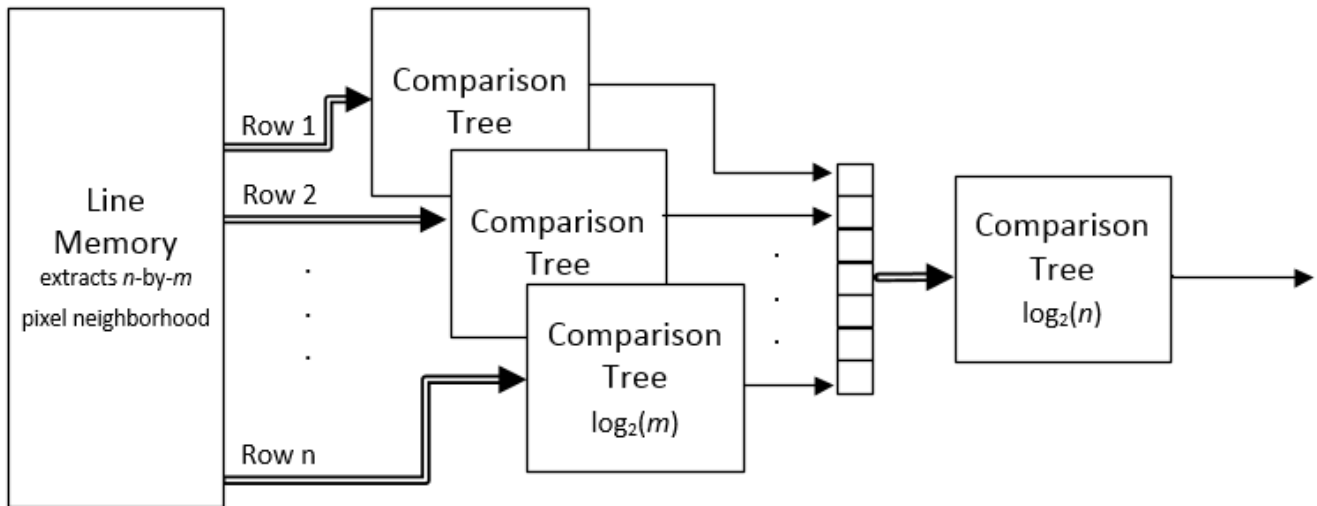 Line
Memory
extracts n-by-m
pixel neighborhood
Row 1
Row 2
Row n
Comparison
Tree
Comparison
Tree
Comparison
Tree
log₂(m)
Comparison
Tree
log₂(n)